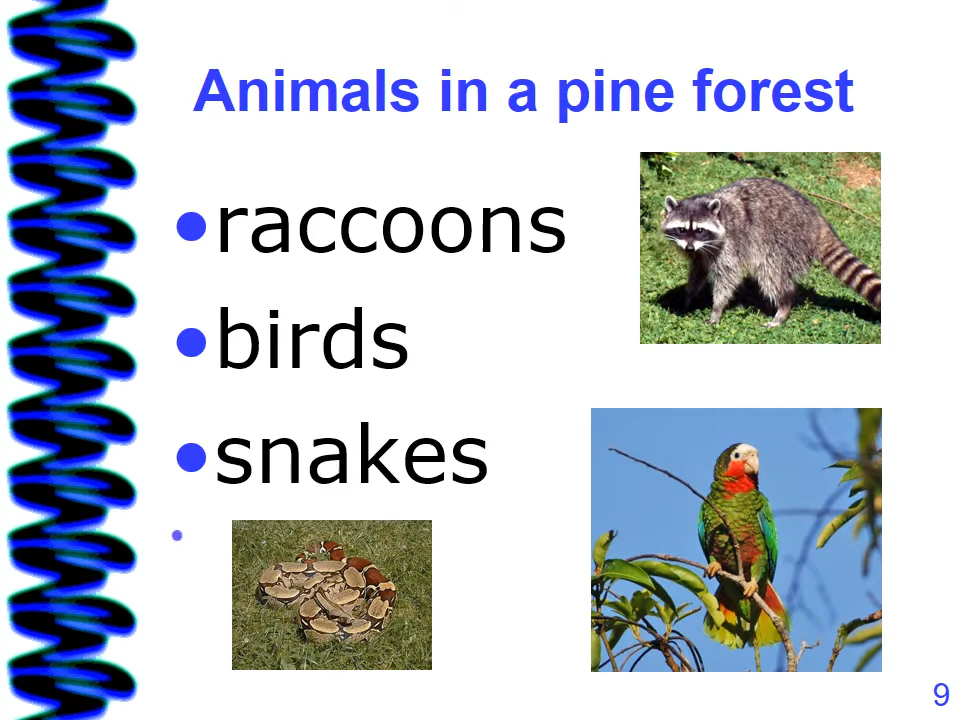 Animals in a pine forest
•raccoons
•birds
•snakes
•
9